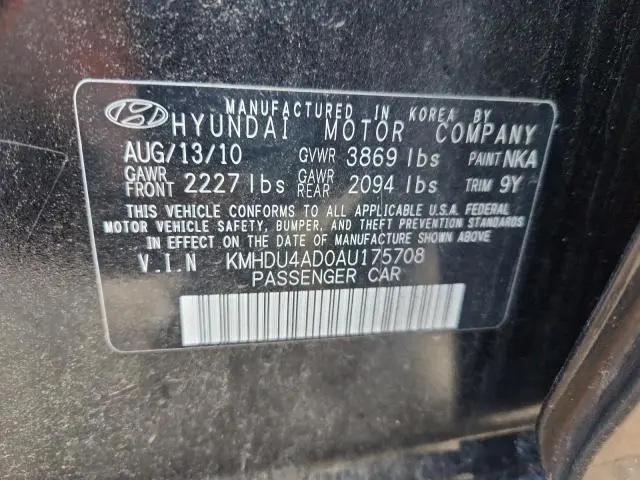 MANUFACTURED IN KOREA BY
HYUNDAI MOTOR COMPANY
AUG/13/10 GVWR 3869 lbs PAINT NKA
GAWR FRONT 2227 lbs GAWR REAR 2094 lbs TRIM 9Y
THIS VEHICLE CONFORMS TO ALL APPLICABLE U.S.A. FEDERAL
MOTOR VEHICLE SAFETY, BUMPER, AND THEFT PREVENTION STANDARDS
IN EFFECT ON THE DATE OF MANUFACTURE SHOWN ABOVE
V.I.N KMHDU4AD0AU175708
PASSENGER CAR